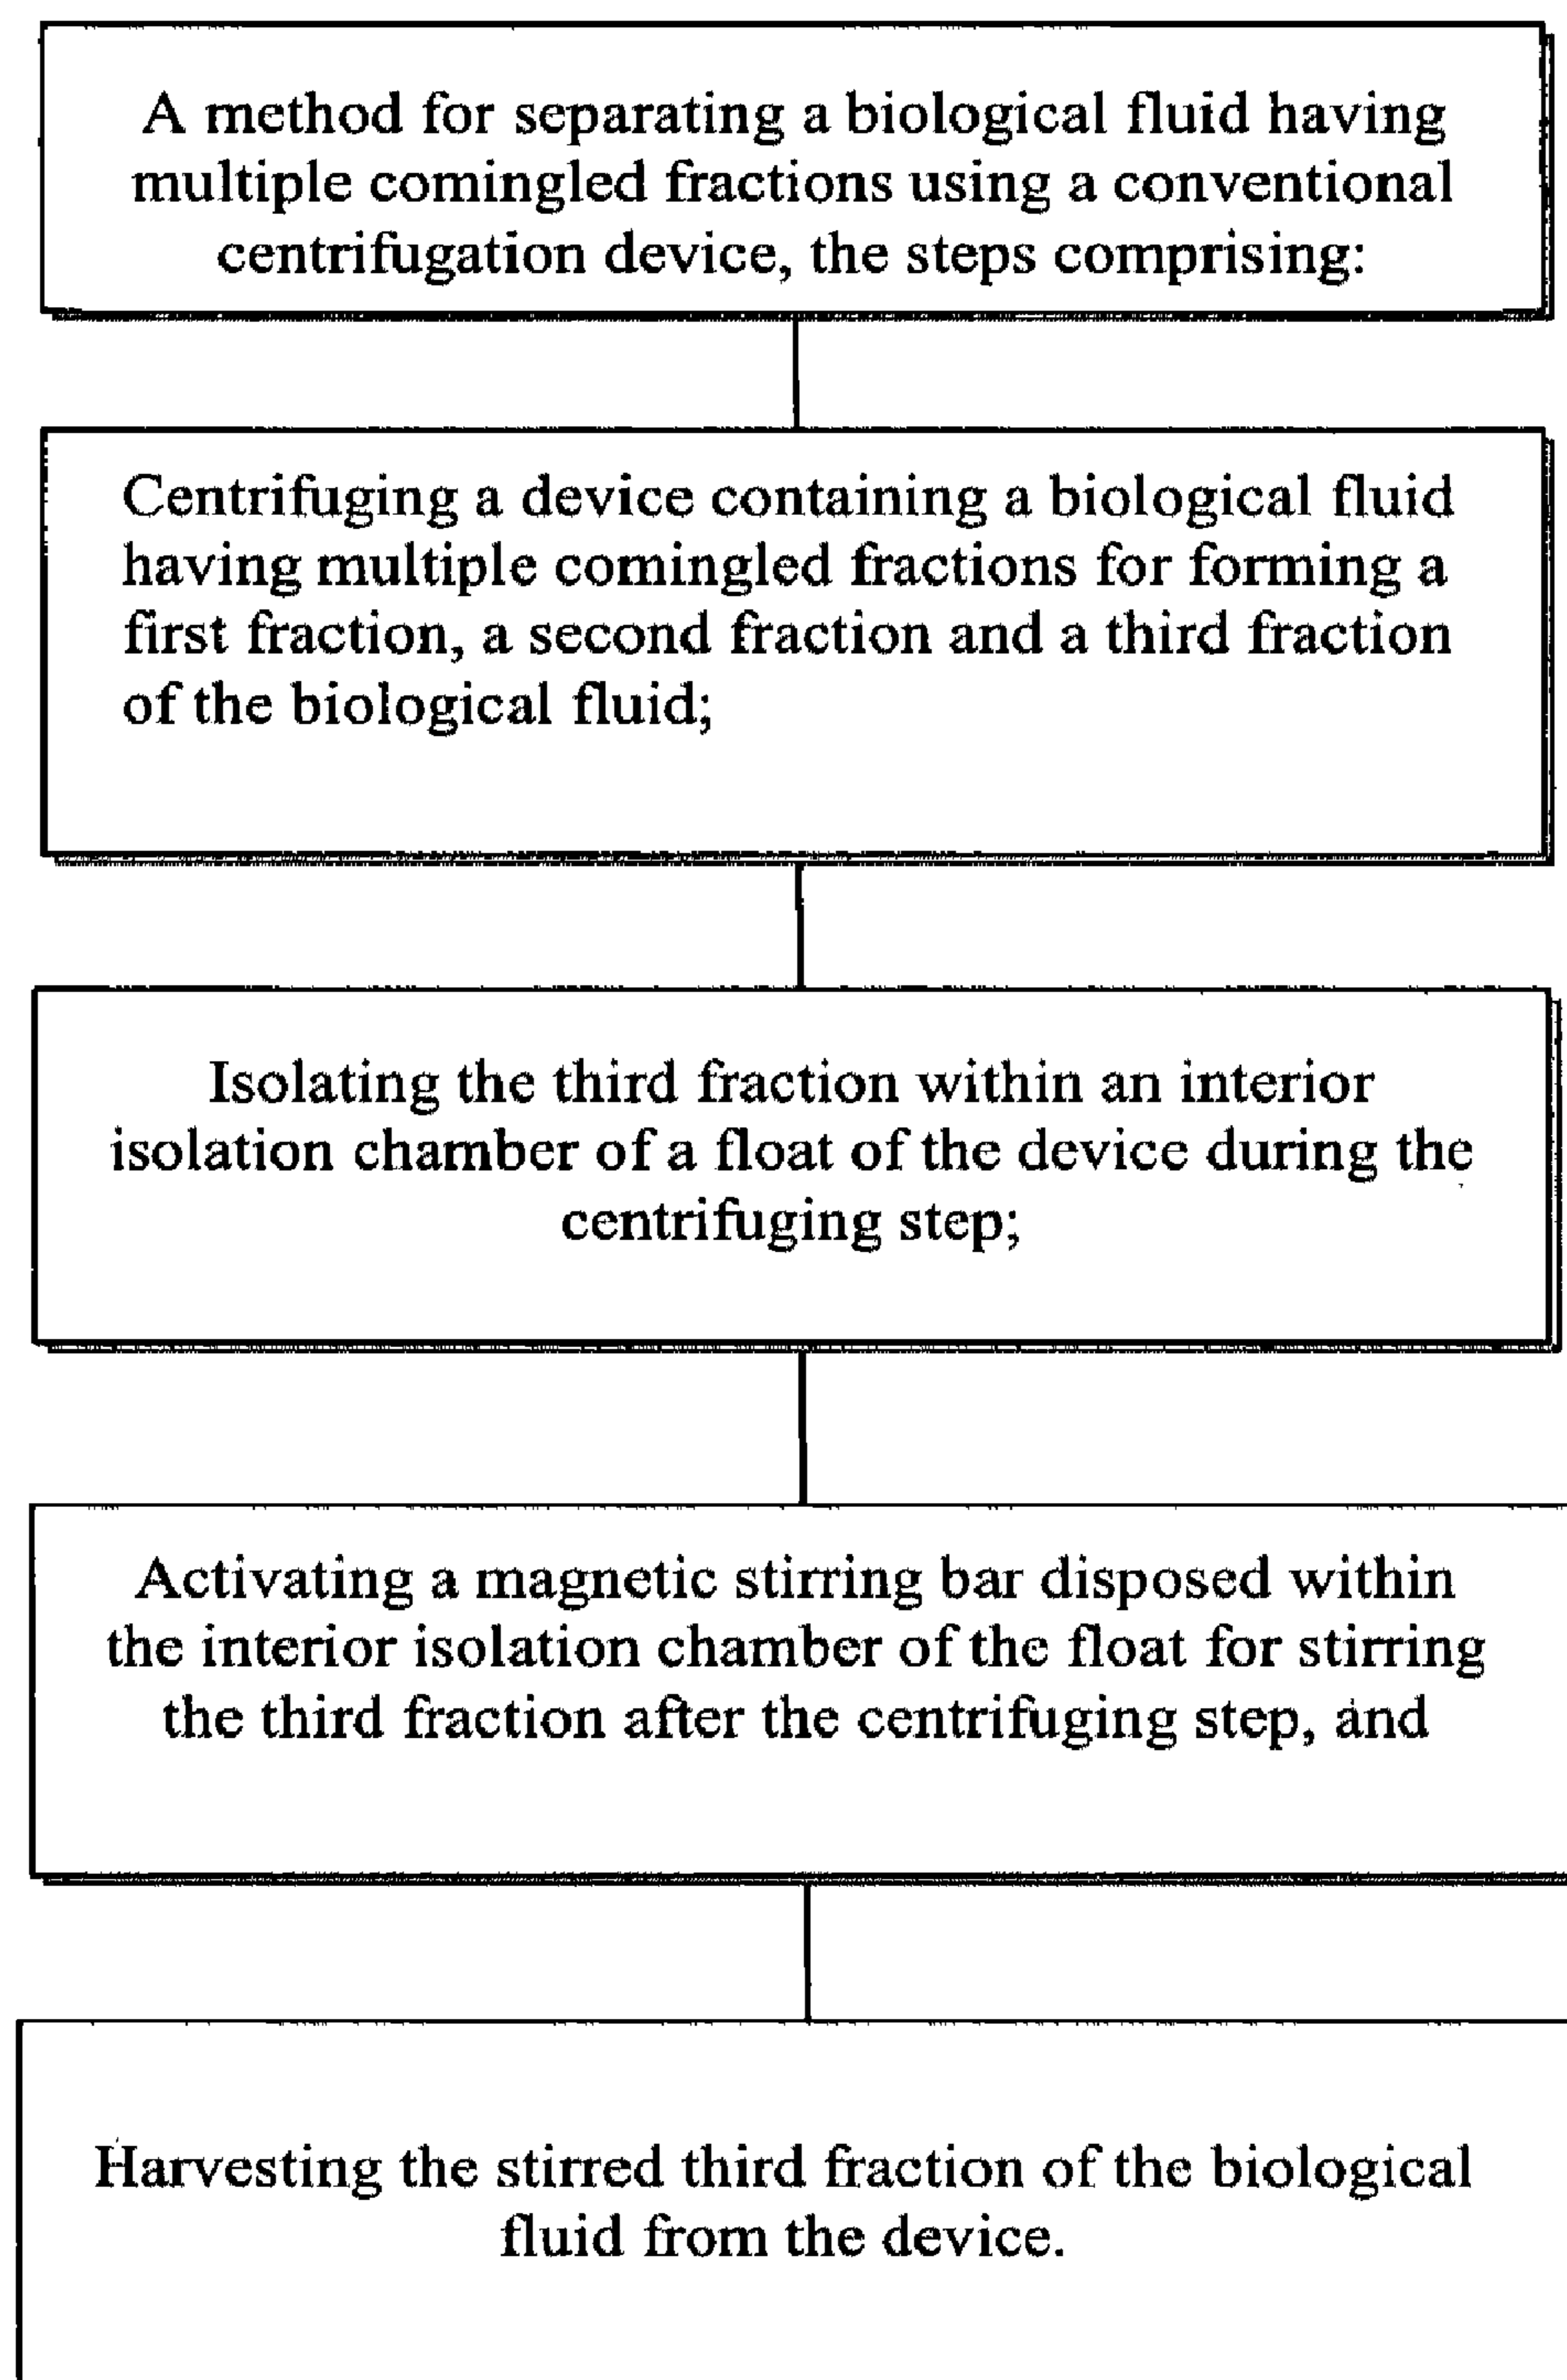 A method for separating a biological fluid having
multiple comingled fractions using a conventional
centrifugation device, the steps comprising:
Centrifuging a device containing a biological fluid
having multiple comingled fractions for forming a
first fraction, a second fraction and a third fraction
of the biological fluid;
Isolating the third fraction within an interior
isolation chamber of a float of the device during the
centrifuging step;
Activating a magnetic stirring bar disposed within
the interior isolation chamber of the float for stirring
the third fraction after the centrifuging step, and
Harvesting the stirred third fraction of the biological
fluid from the device.